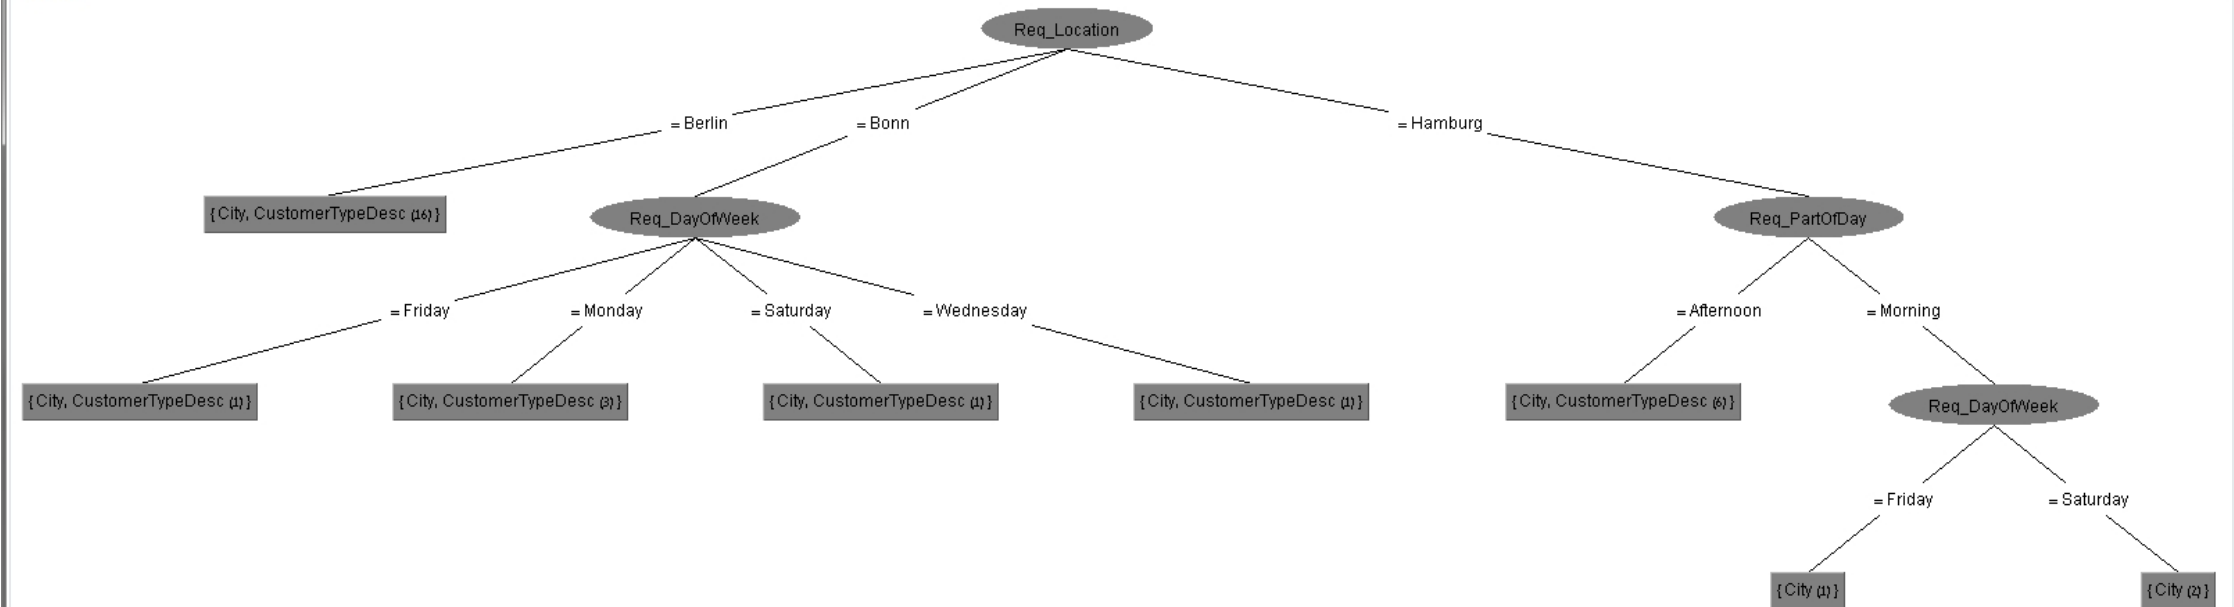 Req_Location
= Berlin
= Bonn
= Hamburg
{City, CustomerTypeDesc (16)}
Req_DayOfWeek
Req_PartOfDay
= Friday
= Monday
= Saturday
= Wednesday
= Afternoon
= Morning
{City, CustomerTypeDesc (1)}
{City, CustomerTypeDesc (3)}
{City, CustomerTypeDesc (1)}
{City, CustomerTypeDesc (1)}
{City, CustomerTypeDesc (6)}
Req_DayOfWeek
= Friday
= Saturday
{City (1)}
{City (2)}